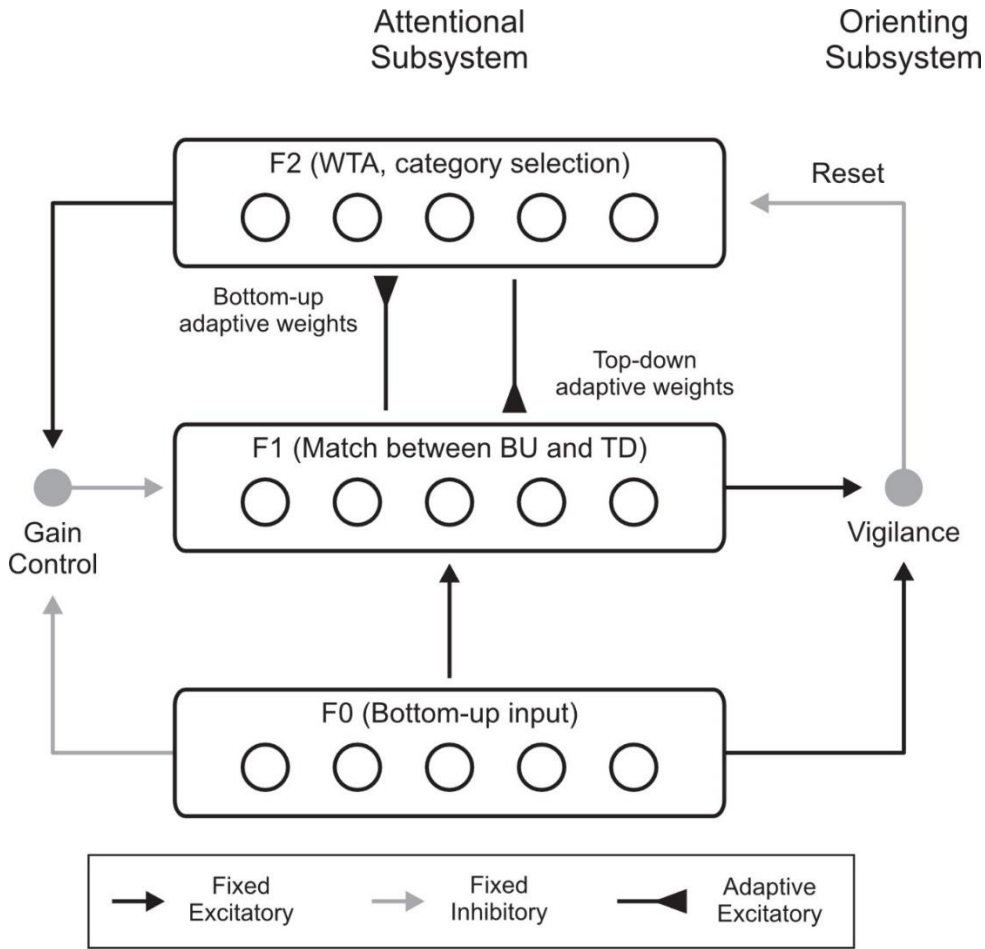 Attentional
Subsystem
Orienting
Subsystem
F2 (WTA, category selection)
Reset
Bottom-up
adaptive weights
Top-down
adaptive weights
F1 (Match between BU and TD)
Gain
Control
Vigilance
F0 (Bottom-up input)
Fixed
Excitatory
Fixed
Inhibitory
Adaptive
Excitatory